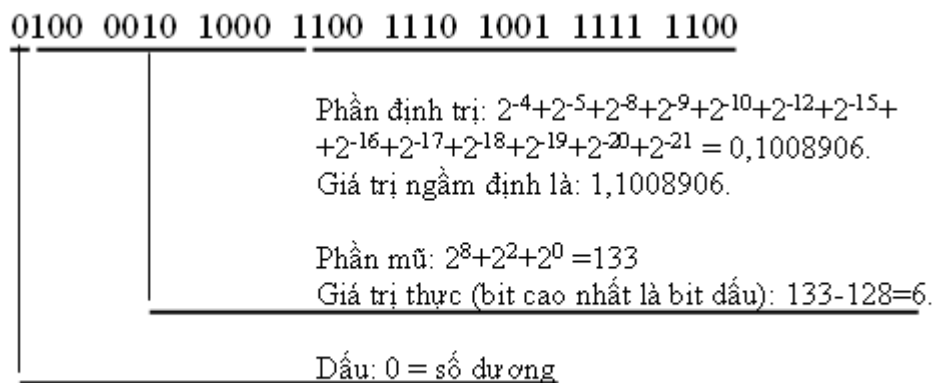 0100 0010 1000 1100 1110 1001 1111 1100
Phần định trị: 2-4+2-5+2-8+2-9+2-10+2-12+2-15+
+2-16+2-17+2-18+2-19+2-20+2-21 = 0,1008906.
Giá trị ngầm định là: 1,1008906.
Phần mũ: 28+22+20 =133
Giá trị thực (bit cao nhất là bit dấu): 133-128=6.
Dấu: 0 = số dương